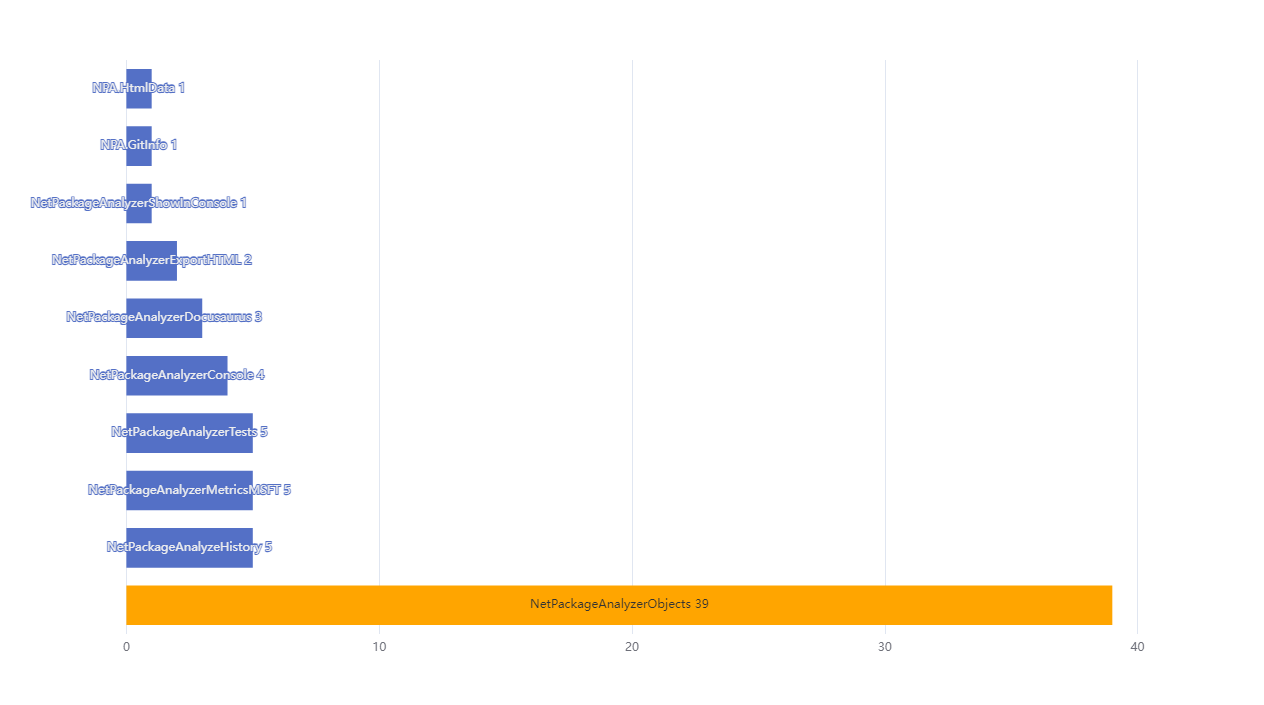 NPA.HtmlData 1
NPA.GitInfo 1
NetPackageAnalyzerShowInConsole 1
NetPackageAnalyzerExportHTML 2
NetPackageAnalyzerDocusaurus 3
NetPackageAnalyzerConsole 4
NetPackageAnalyzerTests 5
NetPackageAnalyzerMetricsMSFT 5
NetPackageAnalyzeHistory 5
NetPackageAnalyzerObjects 39
0 10 20 30 40